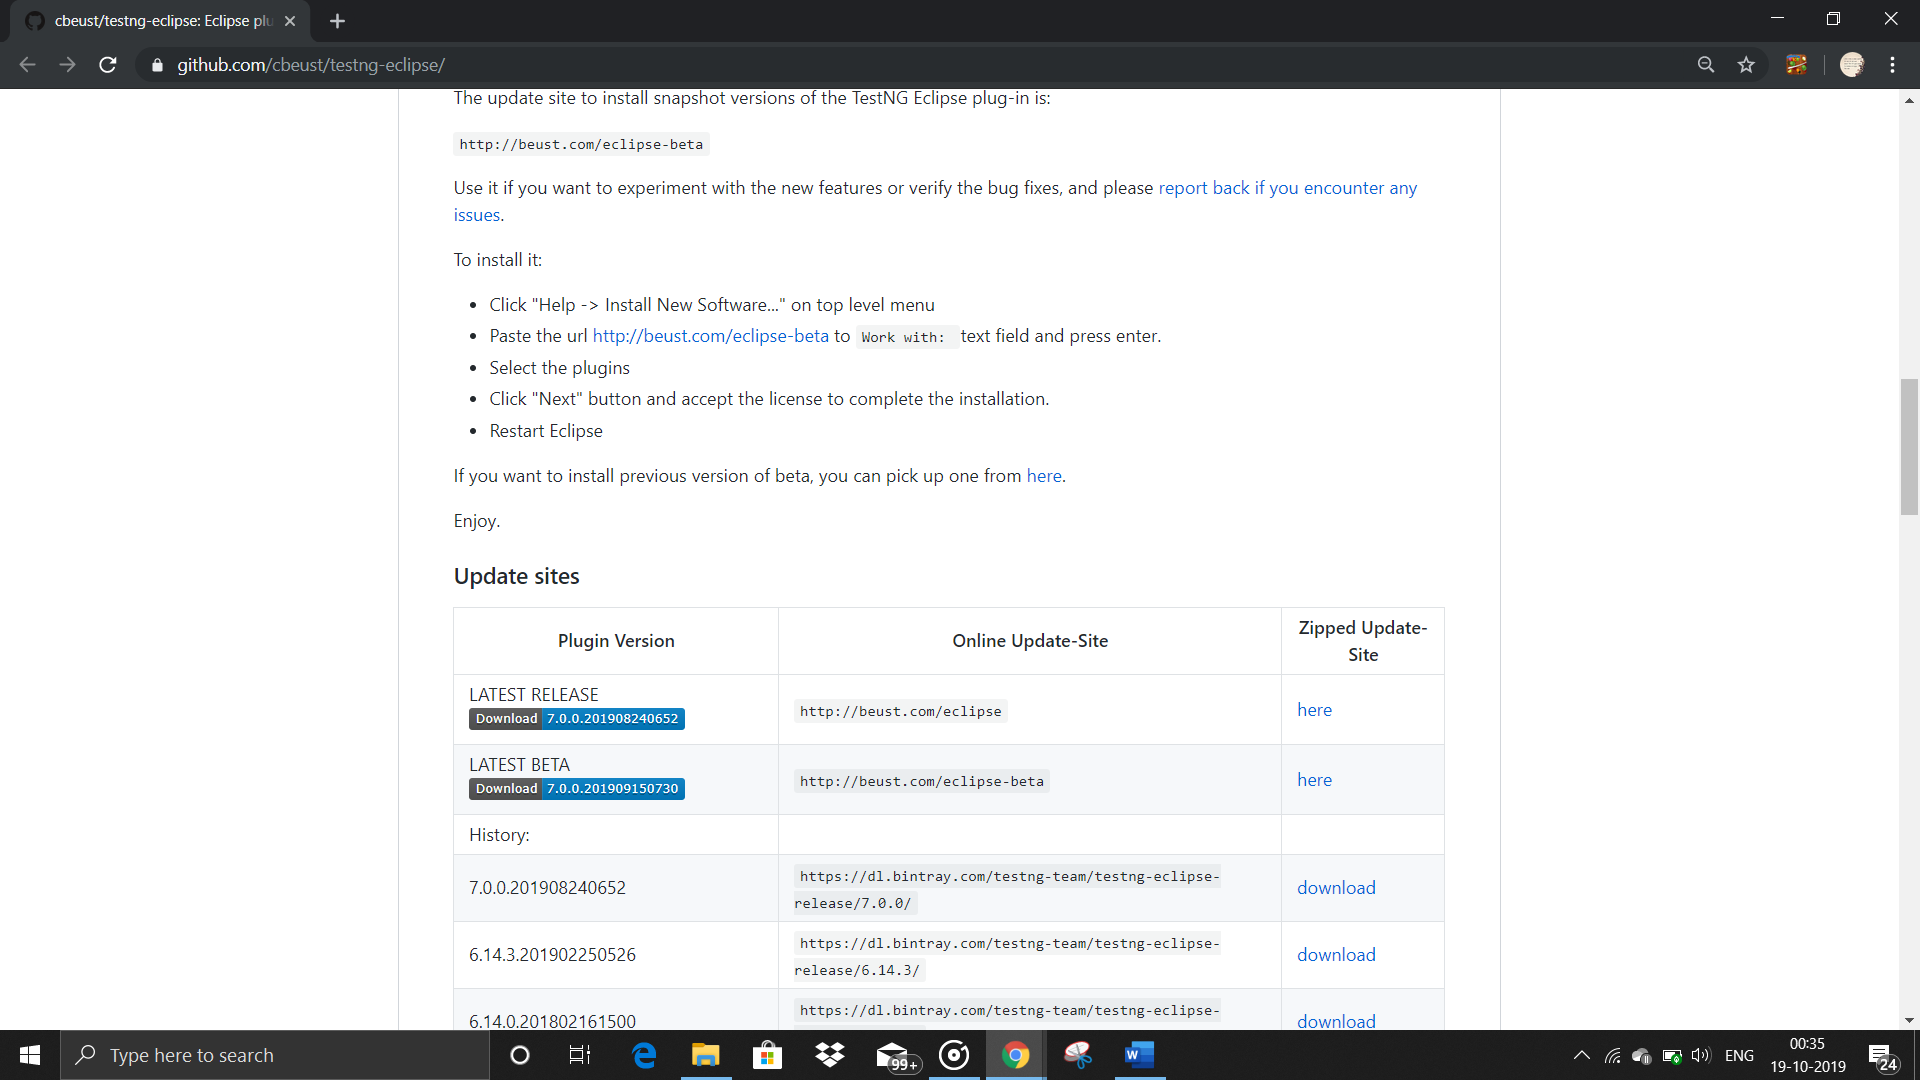 cbeust/testng-eclipse: Eclipse plu
github.com/cbeust/testng-eclipse/
The update site to install snapshot versions of the TestNG Eclipse plug-in is:
http://beust.com/eclipse-beta
Use it if you want to experiment with the new features or verify the bug fixes, and please report back if you encounter any
issues.
To install it:
Click "Help -> Install New Software..." on top level menu
Paste the url http://beust.com/eclipse-beta to Work with: text field and press enter.
Select the plugins
Click "Next" button and accept the license to complete the installation.
Restart Eclipse
If you want to install previous version of beta, you can pick up one from here.
Enjoy.
Update sites
Plugin Version
Online Update-Site
Zipped Update-
Site
LATEST RELEASE
Download 7.0.0.201908240652
http://beust.com/eclipse
here
LATEST BETA
Download 7.0.0.201909150730
http://beust.com/eclipse-beta
here
History:
7.0.0.201908240652
https://dl.bintray.com/testng-team/testng-eclipse-
release/7.0.0/
download
6.14.3.201902250526
https://dl.bintray.com/testng-team/testng-eclipse-
release/6.14.3/
download
6.14.0.201802161500
https://dl.bintray.com/testng-team/testng-eclipse-
download
Type here to search
99+
W
ENG
00:35
19-10-2019
24